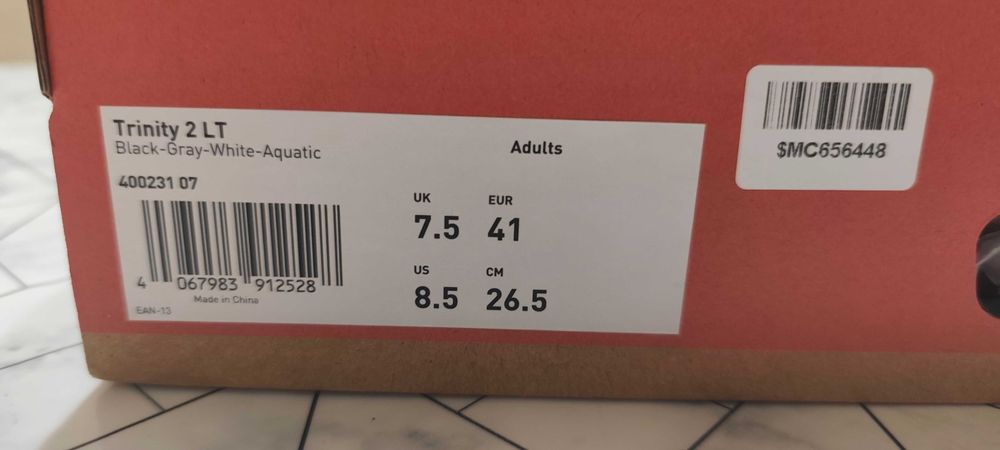 Trinity 2 LT
Black-Gray-White-Aquatic
Adults
400231 07
UK EUR
7.5 41
US CM
8.5 26.5
4 067983 912528
Made in China
EAN-13
$MC656448